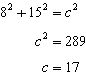 8² + 15² = c²
c² = 289
c = 17